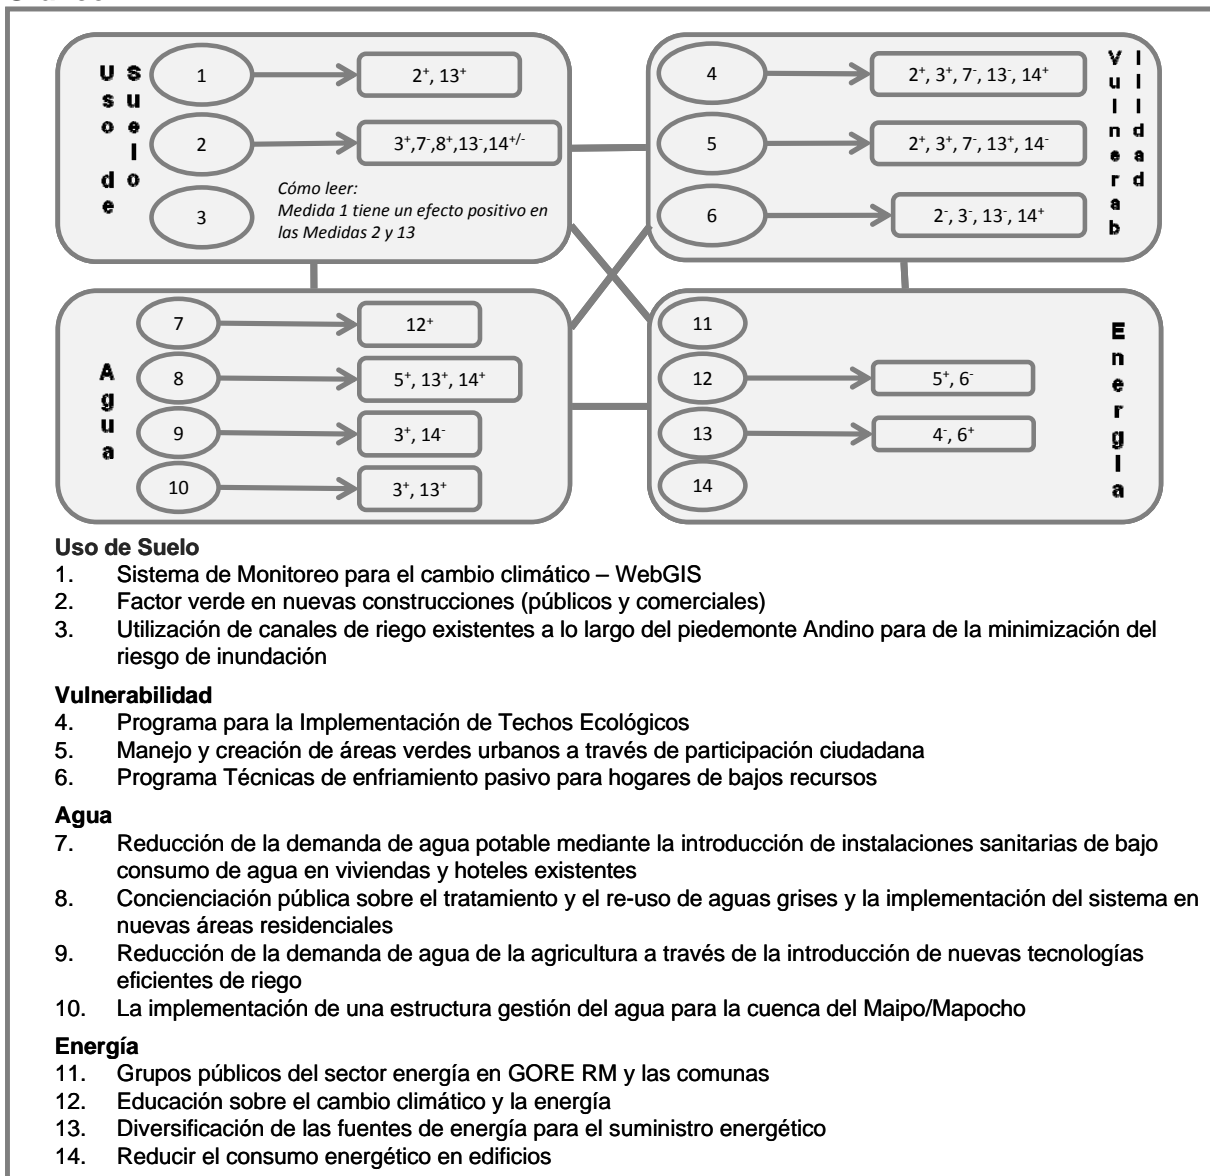 Uso de Suelo
1
2⁺, 13⁺
2
3⁺,7⁻,8⁺,13⁻,14⁺/⁻
3
Cómo leer:
Medida 1 tiene un efecto positivo en
las Medidas 2 y 13
Vulnerab
ilidad
4
2⁺, 3⁺, 7⁻, 13⁻, 14⁺
5
2⁺, 3⁺, 7⁻, 13⁺, 14⁻
6
2⁻, 3⁻, 13⁻, 14⁺
Agua
7
12⁺
8
5⁺, 13⁺, 14⁺
9
3⁺, 14⁻
10
3⁺, 13⁺
Energía
11
12
5⁺, 6⁻
13
4⁻, 6⁺
14
Uso de Suelo
1. Sistema de Monitoreo para el cambio climático – WebGIS
2. Factor verde en nuevas construcciones (públicos y comerciales)
3. Utilización de canales de riego existentes a lo largo del piedemonte Andino para de la minimización del
riesgo de inundación
Vulnerabilidad
4. Programa para la Implementación de Techos Ecológicos
5. Manejo y creación de áreas verdes urbanos a través de participación ciudadana
6. Programa Técnicas de enfriamiento pasivo para hogares de bajos recursos
Agua
7. Reducción de la demanda de agua potable mediante la introducción de instalaciones sanitarias de bajo
consumo de agua en viviendas y hoteles existentes
8. Concienciación pública sobre el tratamiento y el re-uso de aguas grises y la implementación del sistema en
nuevas áreas residenciales
9. Reducción de la demanda de agua de la agricultura a través de la introducción de nuevas tecnologías
eficientes de riego
10. La implementación de una estructura gestión del agua para la cuenca del Maipo/Mapocho
Energía
11. Grupos públicos del sector energía en GORE RM y las comunas
12. Educación sobre el cambio climático y la energía
13. Diversificación de las fuentes de energía para el suministro energético
14. Reducir el consumo energético en edificios